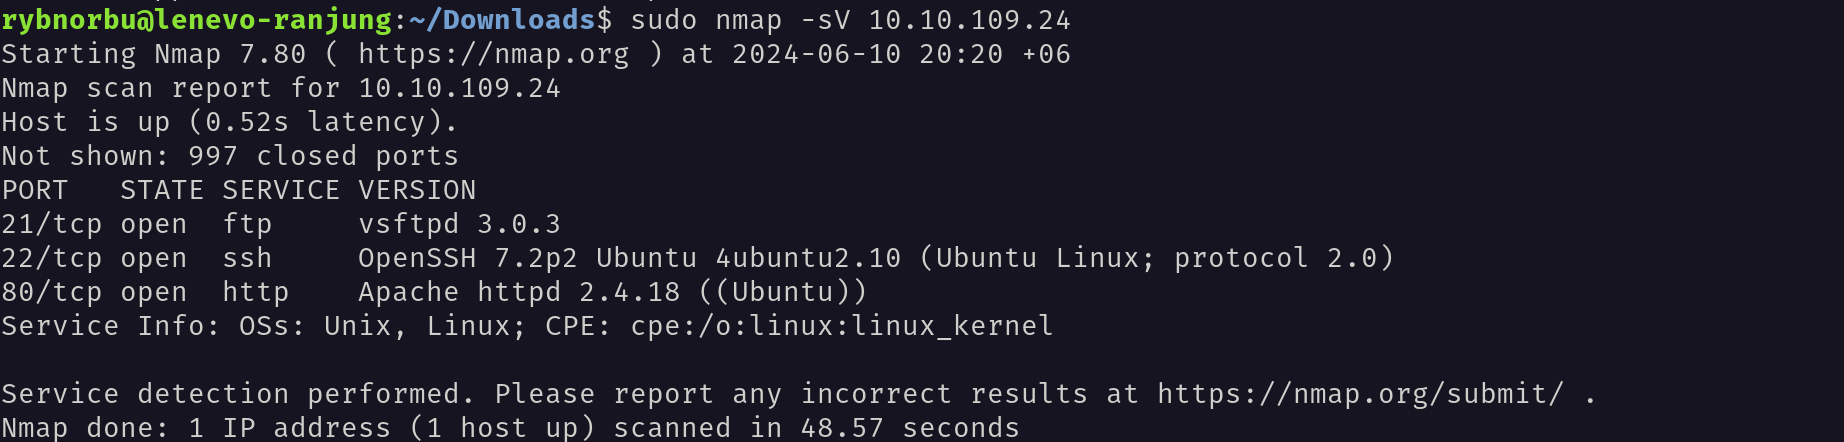 rybnorbu@lenevo-ranjung:~/Downloads$ sudo nmap -sV 10.10.109.24
Starting Nmap 7.80 ( https://nmap.org ) at 2024-06-10 20:20 +06
Nmap scan report for 10.10.109.24
Host is up (0.52s latency).
Not shown: 997 closed ports
PORT   STATE SERVICE VERSION
21/tcp open  ftp     vsftpd 3.0.3
22/tcp open  ssh     OpenSSH 7.2p2 Ubuntu 4ubuntu2.10 (Ubuntu Linux; protocol 2.0)
80/tcp open  http    Apache httpd 2.4.18 ((Ubuntu))
Service Info: OSs: Unix, Linux; CPE: cpe:/o:linux:linux_kernel

Service detection performed. Please report any incorrect results at https://nmap.org/submit/ .
Nmap done: 1 IP address (1 host up) scanned in 48.57 seconds